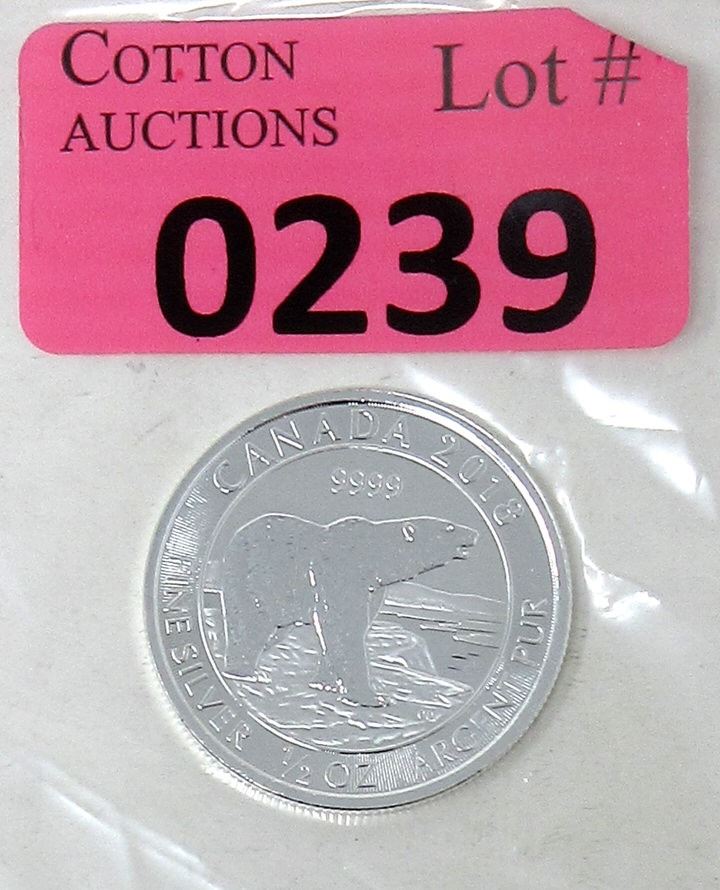 COTTON
AUCTIONS
Lot #
0239
CANADA 2018
9999
FINE SILVER 1/2 OZ ARGENT PUR